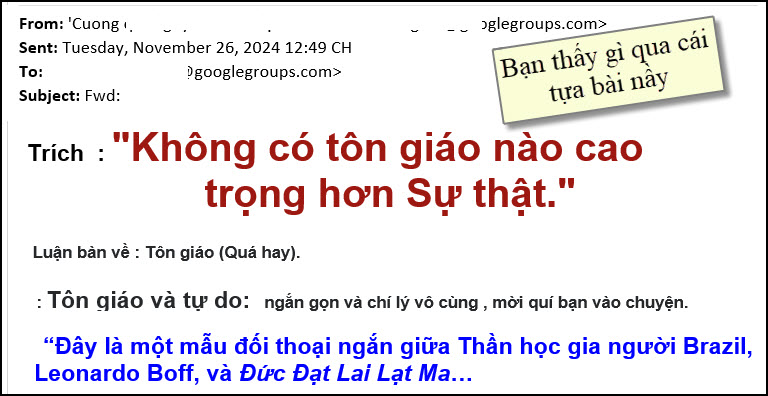 From: 'Cuong
googlegroups.com>
Sent: Tuesday, November 26, 2024 12:49 CH
To: @googlegroups.com>
Subject: Fwd:
Bạn thấy gì qua cái
tựa bài nầy
Trích : "Không có tôn giáo nào cao
trọng hơn Sự thật."
Luận bàn về : Tôn giáo (Quá hay).
: Tôn giáo và tự do: ngắn gọn và chí lý vô cùng , mời quí bạn vào chuyện.
“Đây là một mẫu đối thoại ngắn giữa Thần học gia người Brazil,
Leonardo Boff, và Đức Đạt Lai Lạt Ma…